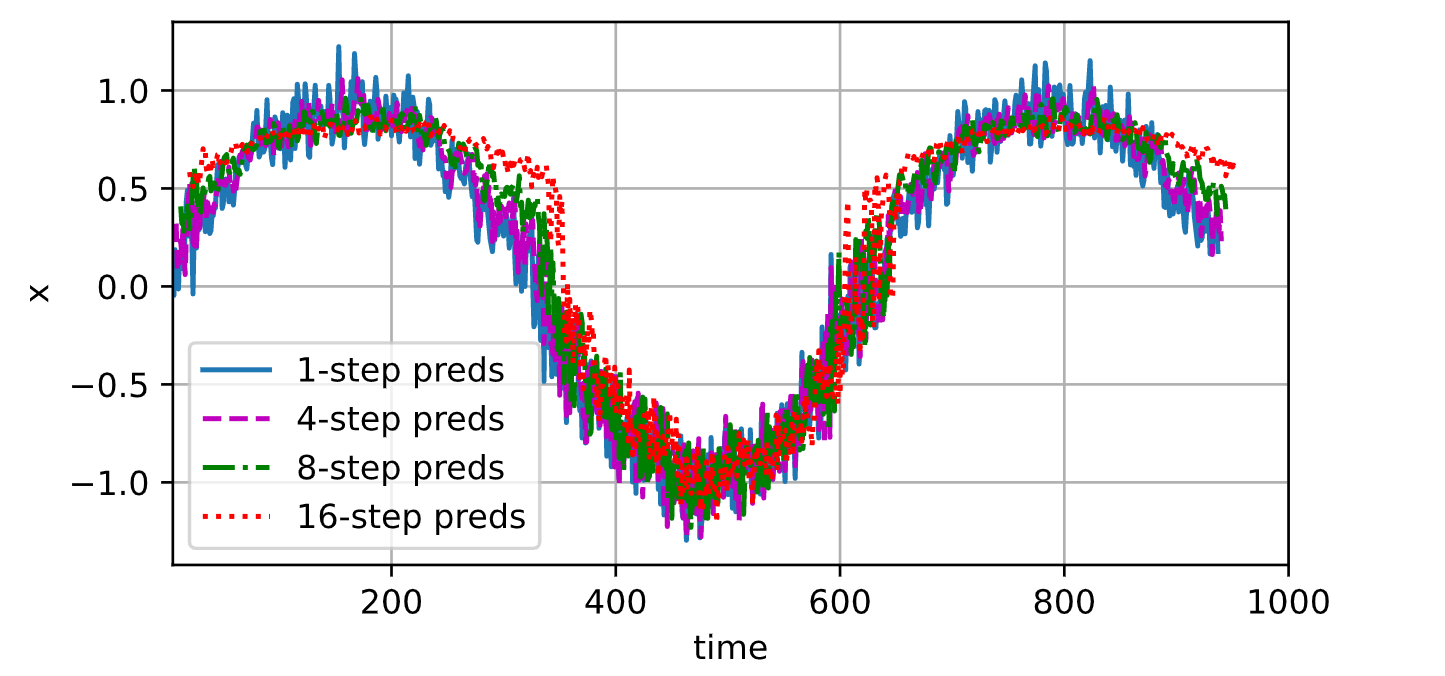 1.0
0.5
0.0
−0.5
−1.0
x
1-step preds
4-step preds
8-step preds
16-step preds
200 400 600 800 1000
time